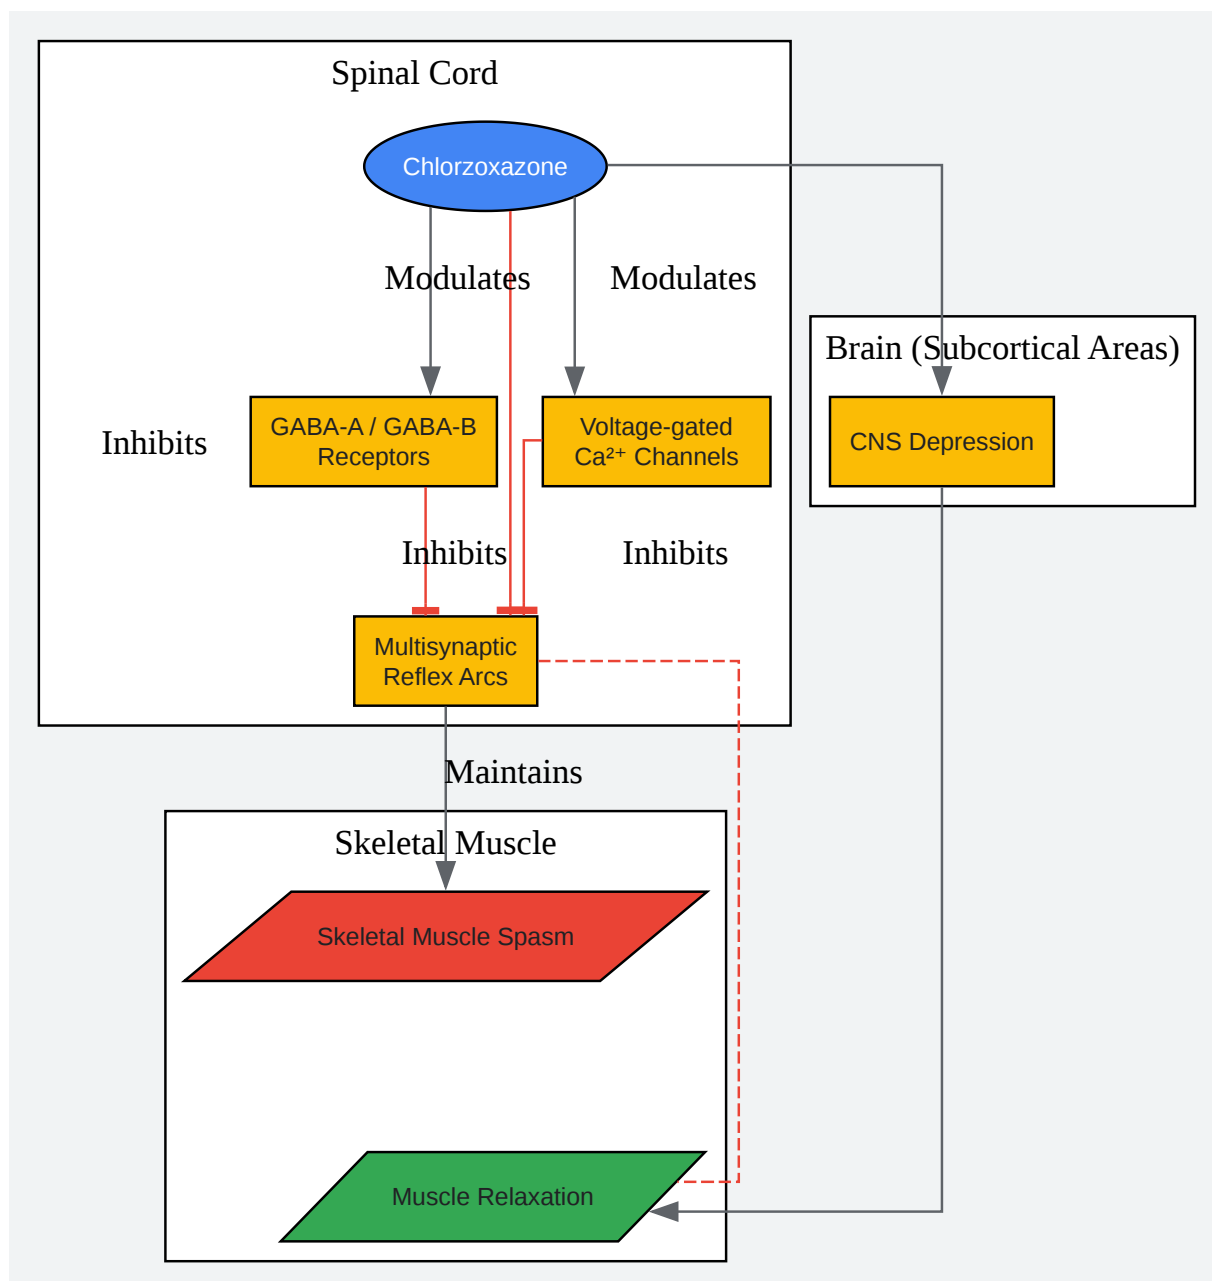 Spinal Cord
Chlorzoxazone
Modulates
Modulates
Brain (Subcortical Areas)
Inhibits
GABA-A / GABA-B
Receptors
Voltage-gated
Ca²⁺ Channels
CNS Depression
Inhibits
Inhibits
Multisynaptic
Reflex Arcs
Maintains
Skeletal Muscle
Skeletal Muscle Spasm
Muscle Relaxation